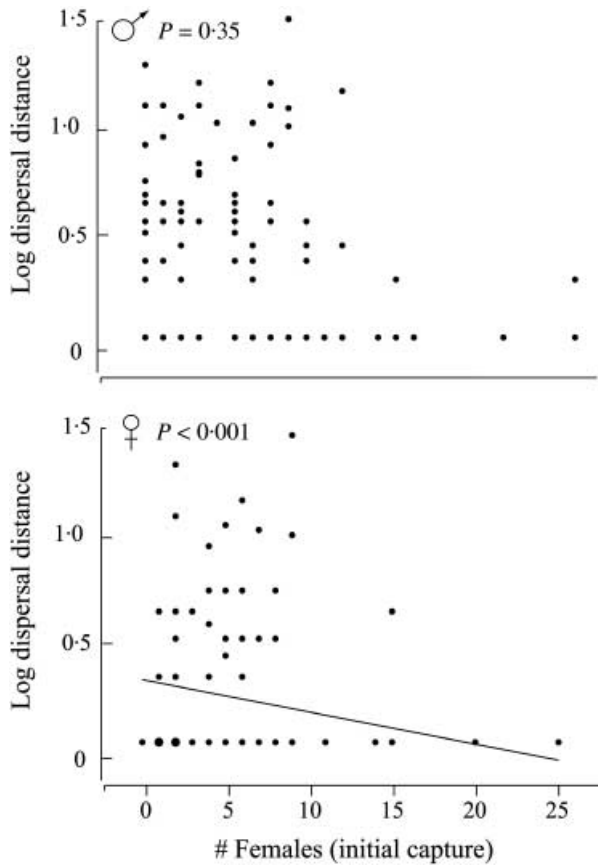 ♂ P = 0·35
1·5
1·0
0·5
0
Log dispersal distance
♀ P < 0·001
1·5
1·0
0·5
0
Log dispersal distance
0 5 10 15 20 25
# Females (initial capture)